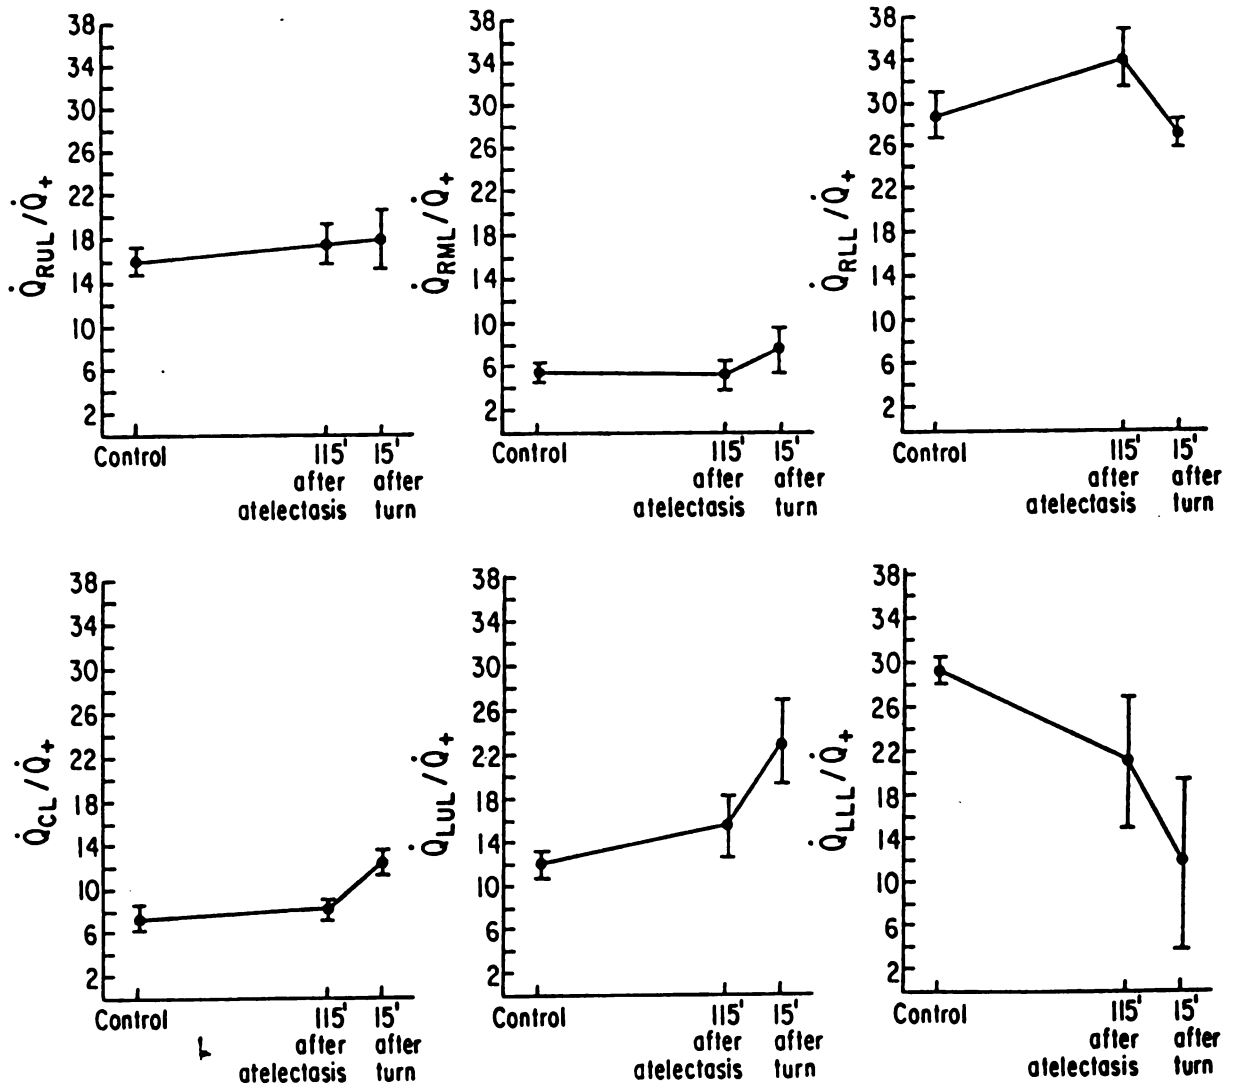 38
34
30
26
22
18
14
10
6
2
Q̇RUL/Q̇+
Control
115'
after
atelectasis
15'
after
turn
38
34
30
26
22
18
14
10
6
2
Q̇RML/Q̇+
Control
115'
after
atelectasis
15'
after
turn
38
34
30
26
22
18
14
10
6
2
Q̇RLL/Q̇+
Control
115'
after
atelectasis
15'
after
turn
38
34
30
26
22
18
14
10
6
2
Q̇CL/Q̇+
Control
115'
after
atelectasis
15'
after
turn
38
34
30
26
22
18
14
10
6
2
Q̇LUL/Q̇+
Control
115'
after
atelectasis
15'
after
turn
38
34
30
26
22
18
14
10
6
2
Q̇LLL/Q̇+
Control
115'
after
atelectasis
15'
after
turn